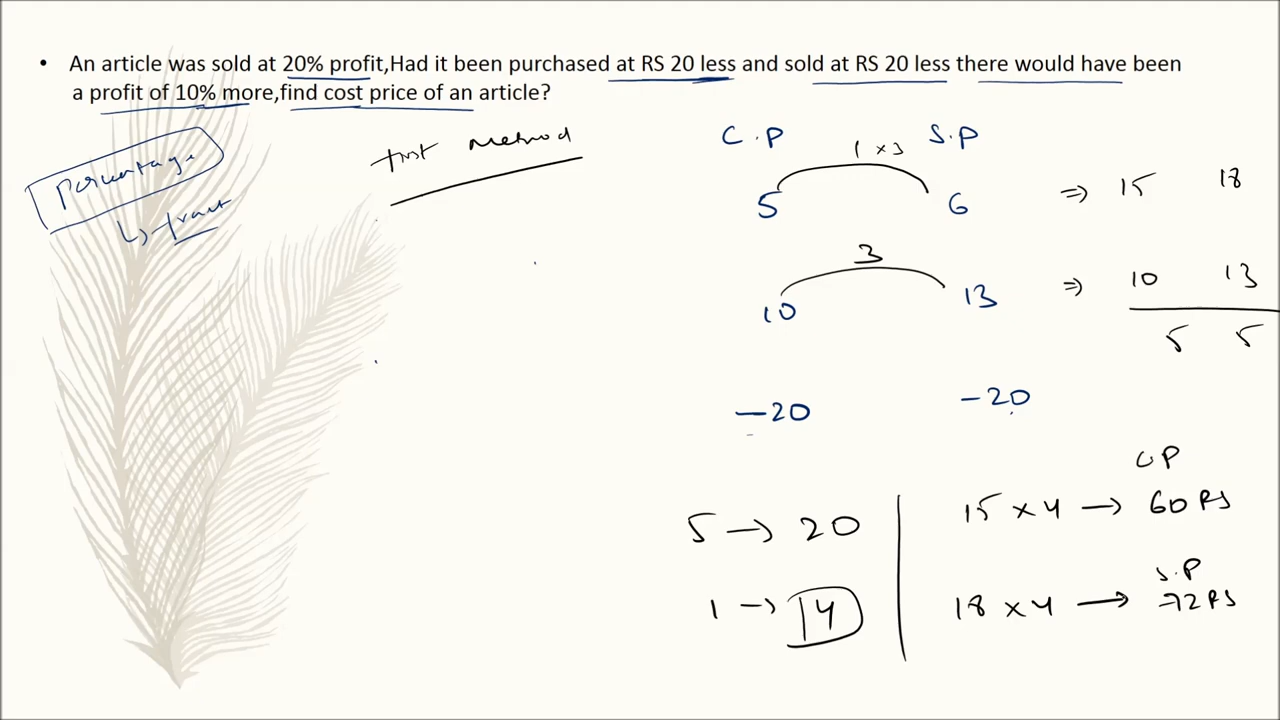 • An article was sold at 20% profit,Had it been purchased at RS 20 less and sold at RS 20 less there would have been
a profit of 10% more,find cost price of an article?
Percentage
↳ fract
first method
C.P S.P
1 x 3
5 6 ⇒ 15 18
3
10 13 ⇒ 10 13
5 5
-20 -20
5 → 20
1 → 4
CP
15 x 4 → 60 RS
S.P
18 x 4 → 72 RS